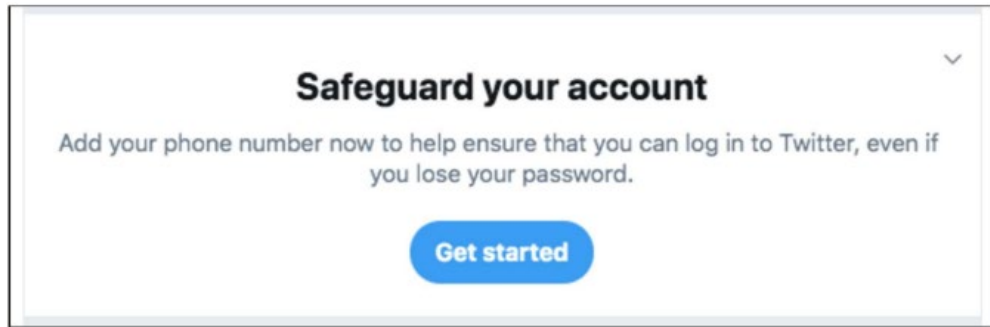 Safeguard your account
Add your phone number now to help ensure that you can log in to Twitter, even if
you lose your password.
Get started